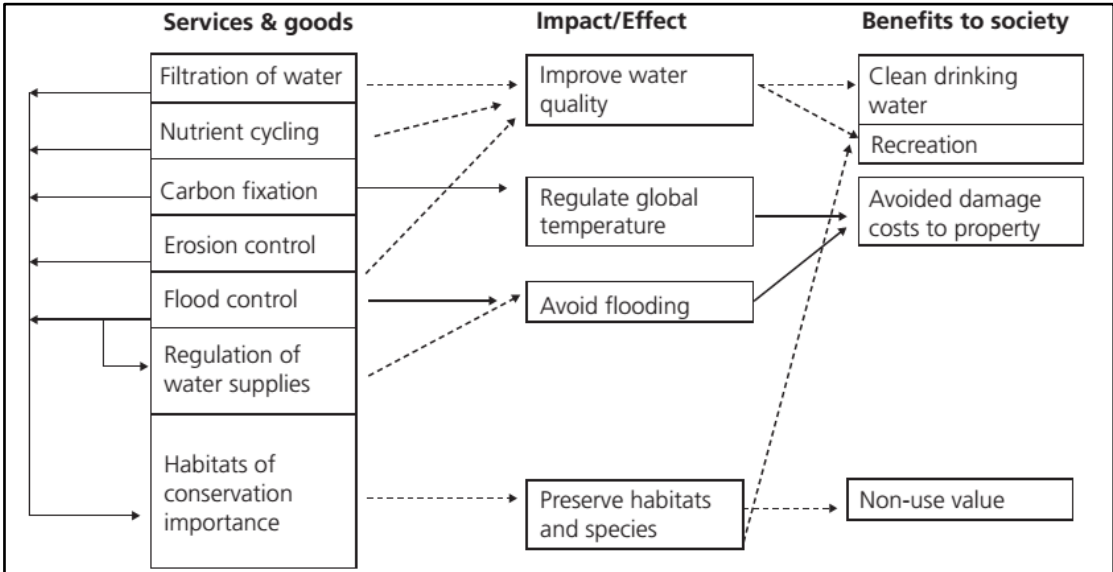 Services & goods
Impact/Effect
Benefits to society
Filtration of water
Nutrient cycling
Carbon fixation
Erosion control
Flood control
Regulation of
water supplies
Habitats of
conservation
importance
Improve water
quality
Regulate global
temperature
Avoid flooding
Preserve habitats
and species
Clean drinking
water
Recreation
Avoided damage
costs to property
Non-use value